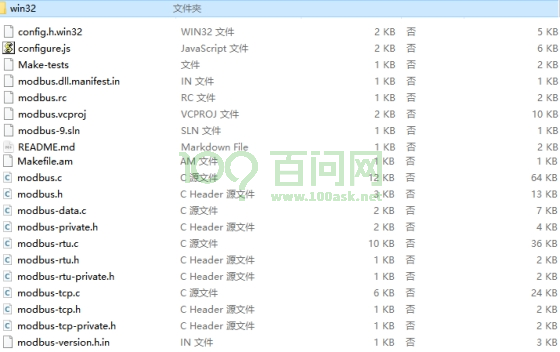 win32 文件夹
config.h.win32 WIN32 文件 2 KB 否 5 KB
configure.js JavaScript 文件 2 KB 否 6 KB
Make-tests 文件 1 KB 否 1 KB
modbus.dll.manifest.in IN 文件 1 KB 否 1 KB
modbus.rc RC 文件 1 KB 否 2 KB
modbus.vcproj VCPROJ 文件 2 KB 否 10 KB
modbus-9.sln SLN 文件 1 KB 否 2 KB
README.md Markdown File 1 KB 否 1 KB
Makefile.am AM 文件 1 KB 否 1 KB
modbus.c C 源文件 12 KB 否 64 KB
modbus.h C Header 源文件 3 KB 否 13 KB
modbus-data.c C 源文件 2 KB 否 7 KB
modbus-private.h C Header 源文件 2 KB 否 4 KB
modbus-rtu.c C 源文件 10 KB 否 36 KB
modbus-rtu.h C Header 源文件 1 KB 否 2 KB
modbus-rtu-private.h C Header 源文件 1 KB 否 2 KB
modbus-tcp.c C 源文件 6 KB 否 24 KB
modbus-tcp.h C Header 源文件 1 KB 否 2 KB
modbus-tcp-private.h C Header 源文件 1 KB 否 2 KB
modbus-version.h.in IN 文件 1 KB 否 3 KB
百问网
www.100ask.net